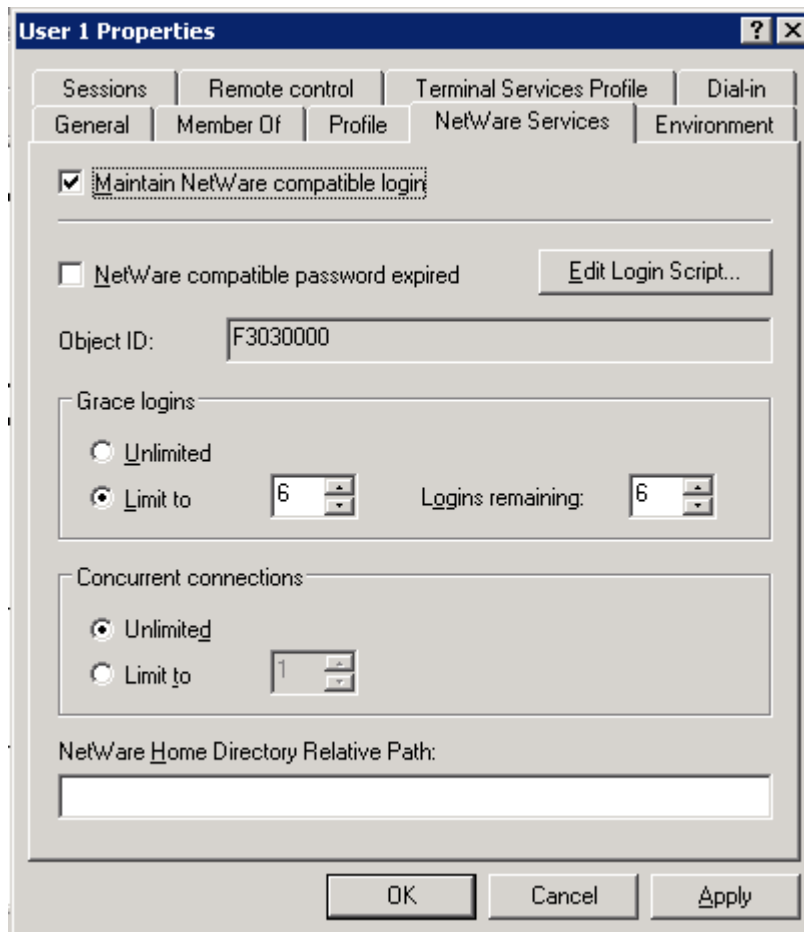 User 1 Properties
Sessions Remote control Terminal Services Profile Dial-in
General Member Of Profile NetWare Services Environment
Maintain NetWare compatible login
NetWare compatible password expired Edit Login Script...
Object ID: F3030000
Grace logins
Unlimited
Limit to 6 Logins remaining: 6
Concurrent connections
Unlimited
Limit to 1
NetWare Home Directory Relative Path:
OK Cancel Apply